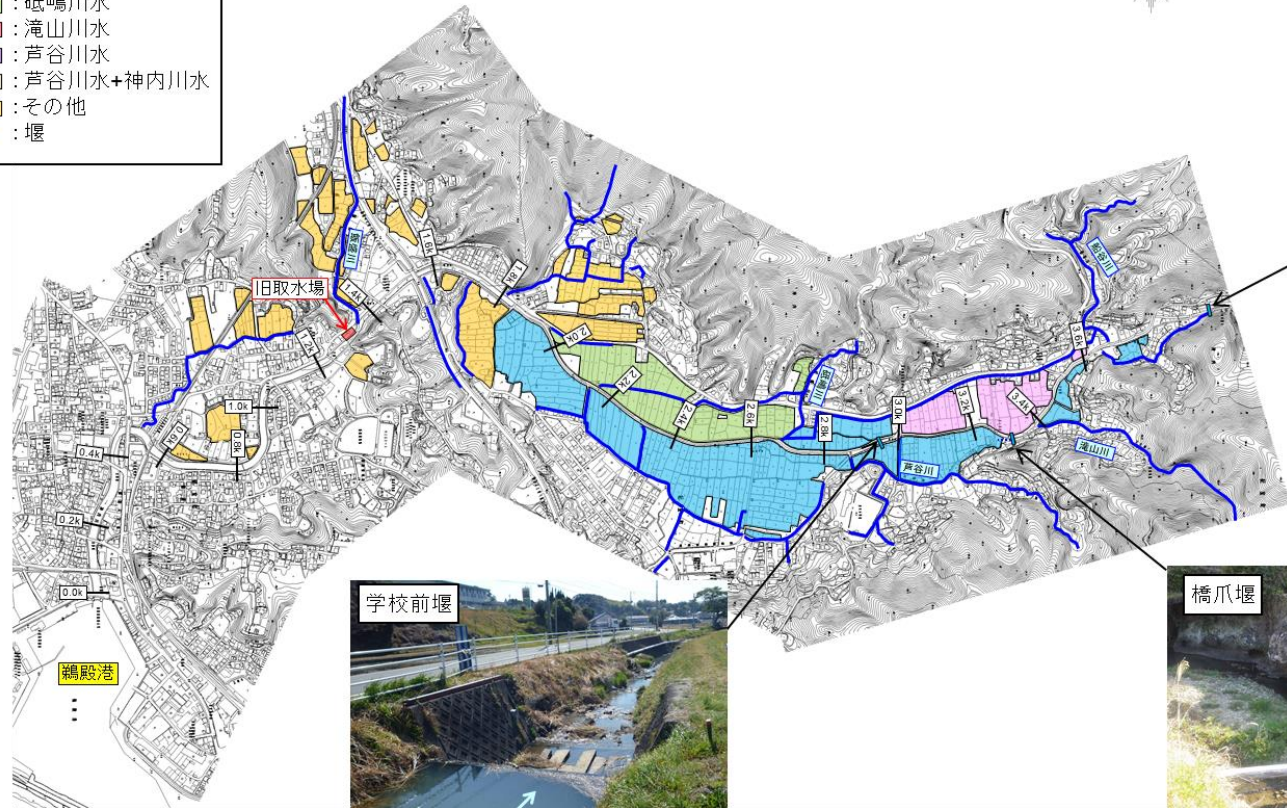 ：砥鳴川水
：滝山川水
：芦谷川水
：芦谷川水+神内川水
：その他
：堰
旧取水場
船谷川
滝山川
芦谷川
0.0k
0.2k
0.4k
0.6k
0.8k
1.0k
1.2k
1.4k
1.6k
1.8k
2.0k
2.2k
2.4k
2.6k
2.8k
3.0k
3.2k
3.4k
3.6k
鵜殿港
学校前堰
橋爪堰